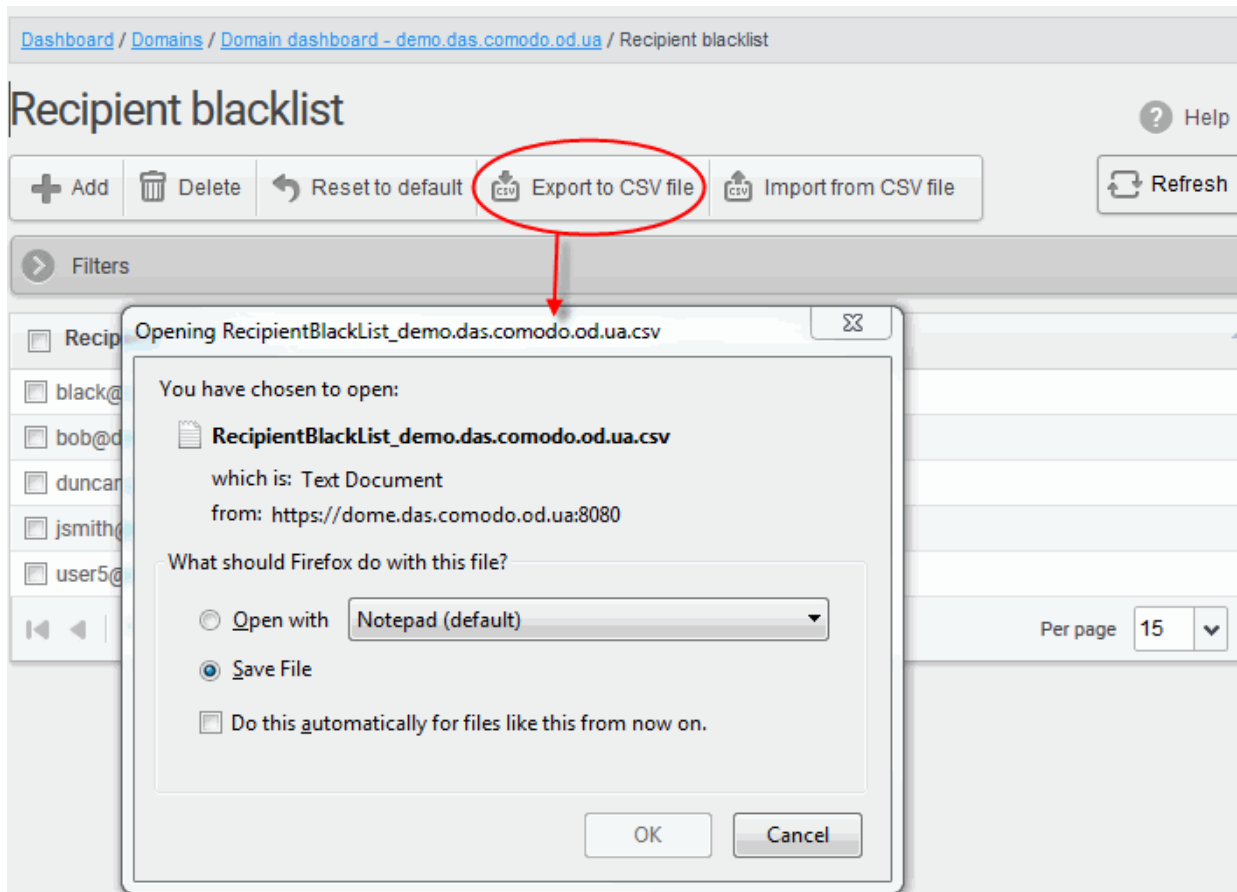 Dashboard / Domains / Domain dashboard - demo.das.comodo.od.ua / Recipient blacklist
Recipient blacklist
Help
Add Delete Reset to default CSV Export to CSV file CSV Import from CSV file Refresh
Filters
Recip
Opening RecipientBlackList_demo.das.comodo.od.ua.csv
black@
You have chosen to open:
bob@d
RecipientBlackList_demo.das.comodo.od.ua.csv
duncan
which is: Text Document
jsmith@
from: https://dome.das.comodo.od.ua:8080
user5@
What should Firefox do with this file?
Open with Notepad (default)
Per page 15
Save File
Do this automatically for files like this from now on.
OK Cancel